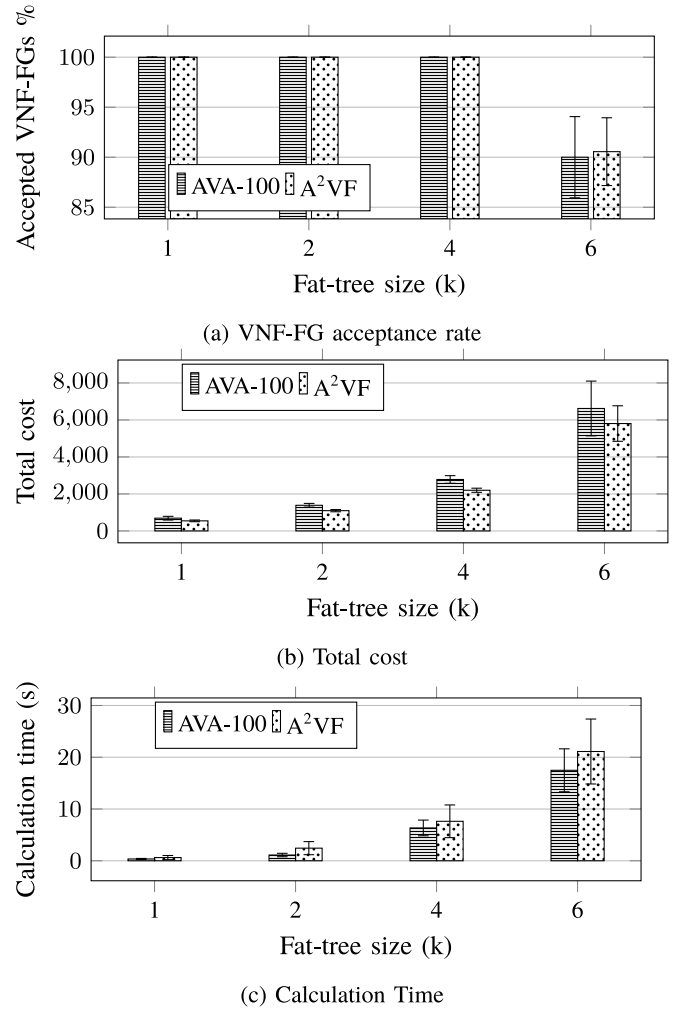 Accepted VNF-FGs %
100
95
90
85
AVA-100 A²VF
1 2 4 6
Fat-tree size (k)
(a) VNF-FG acceptance rate
Total cost
8,000
6,000
4,000
2,000
0
AVA-100 A²VF
1 2 4 6
Fat-tree size (k)
(b) Total cost
Calculation time (s)
30
20
10
0
AVA-100 A²VF
1 2 4 6
Fat-tree size (k)
(c) Calculation Time